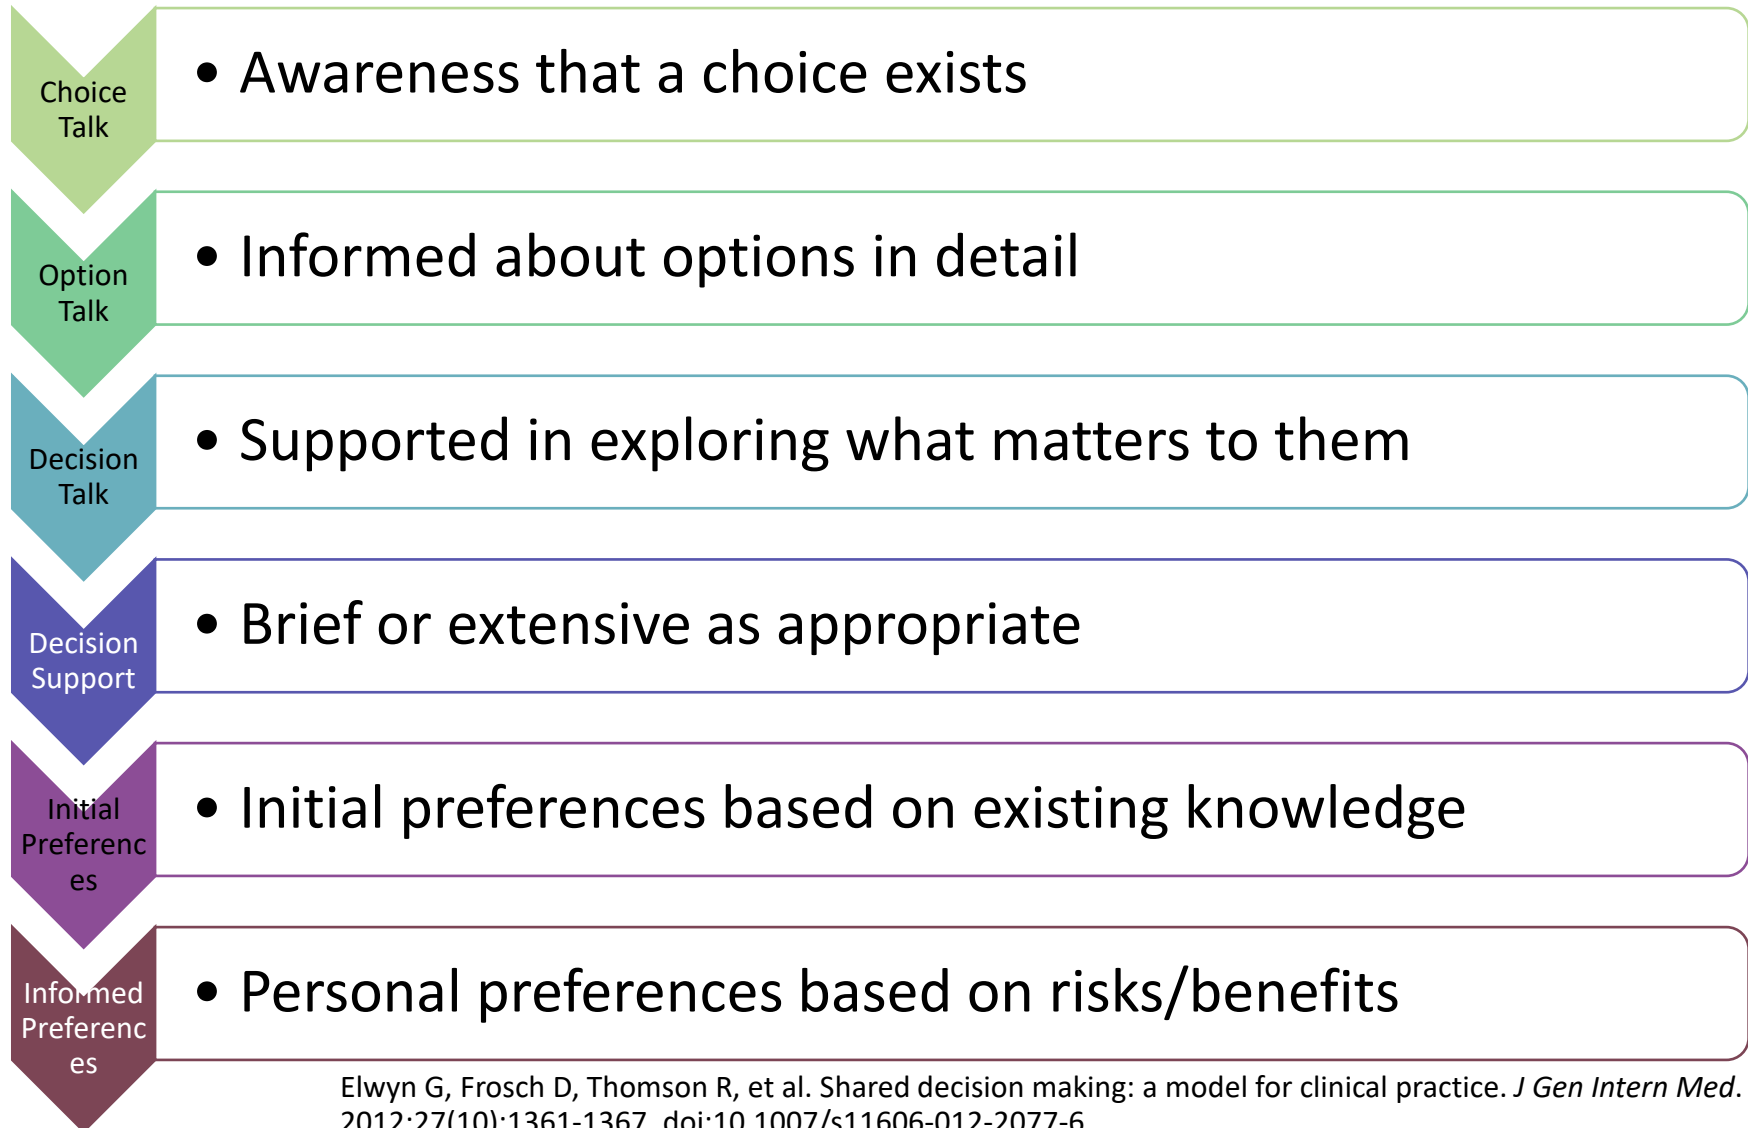 Choice
Talk
• Awareness that a choice exists
Option
Talk
• Informed about options in detail
Decision
Talk
• Supported in exploring what matters to them
Decision
Support
• Brief or extensive as appropriate
Initial
Preferenc
es
• Initial preferences based on existing knowledge
Informed
Preferenc
es
• Personal preferences based on risks/benefits
Elwyn G, Frosch D, Thomson R, et al. Shared decision making: a model for clinical practice. J Gen Intern Med.
2012;27(10):1361-1367. doi:10.1007/s11606-012-2077-6